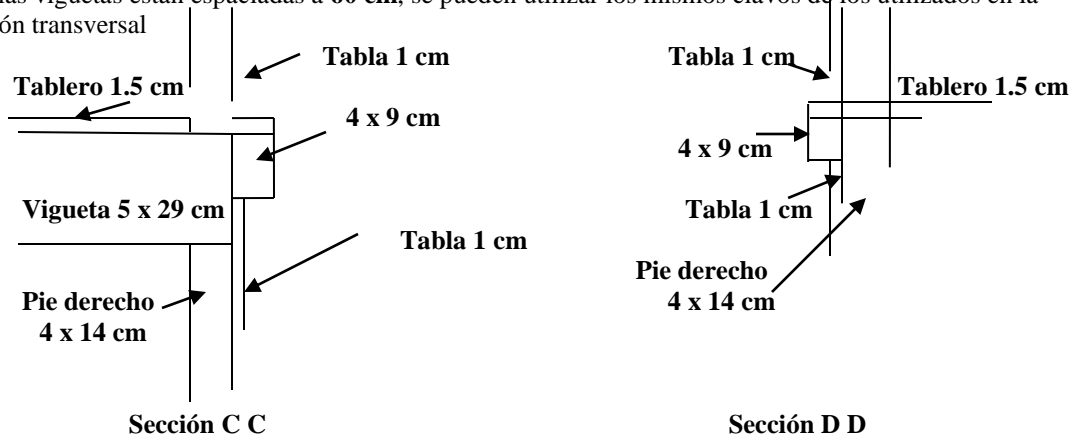 las viguetas están espaciadas a 60 cm, se pueden utilizar los mismos clavos de los utilizados en la
ón transversal
Tabla 1 cm
Tablero 1.5 cm
4 x 9 cm
Vigueta 5 x 29 cm
Tabla 1 cm
Pie derecho
4 x 14 cm
Sección C C
Tabla 1 cm
Tablero 1.5 cm
4 x 9 cm
Tabla 1 cm
Pie derecho
4 x 14 cm
Sección D D